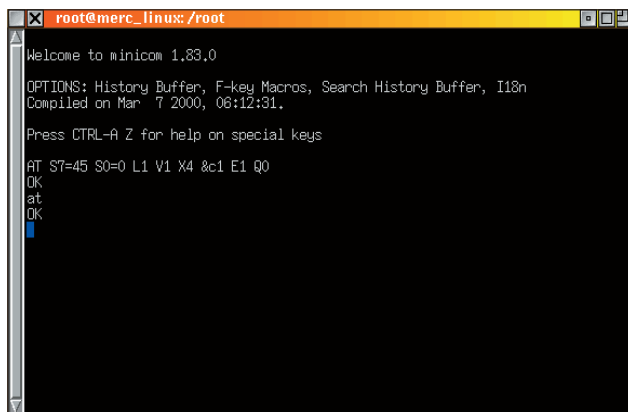 root@merc_linux:/root
Welcome to minicom 1.83.0
OPTIONS: History Buffer, F-key Macros, Search History Buffer, I18n
Compiled on Mar  7 2000, 06:12:31.
Press CTRL-A Z for help on special keys
AT S7=45 S0=0 L1 V1 X4 &c1 E1 Q0
OK
at
OK